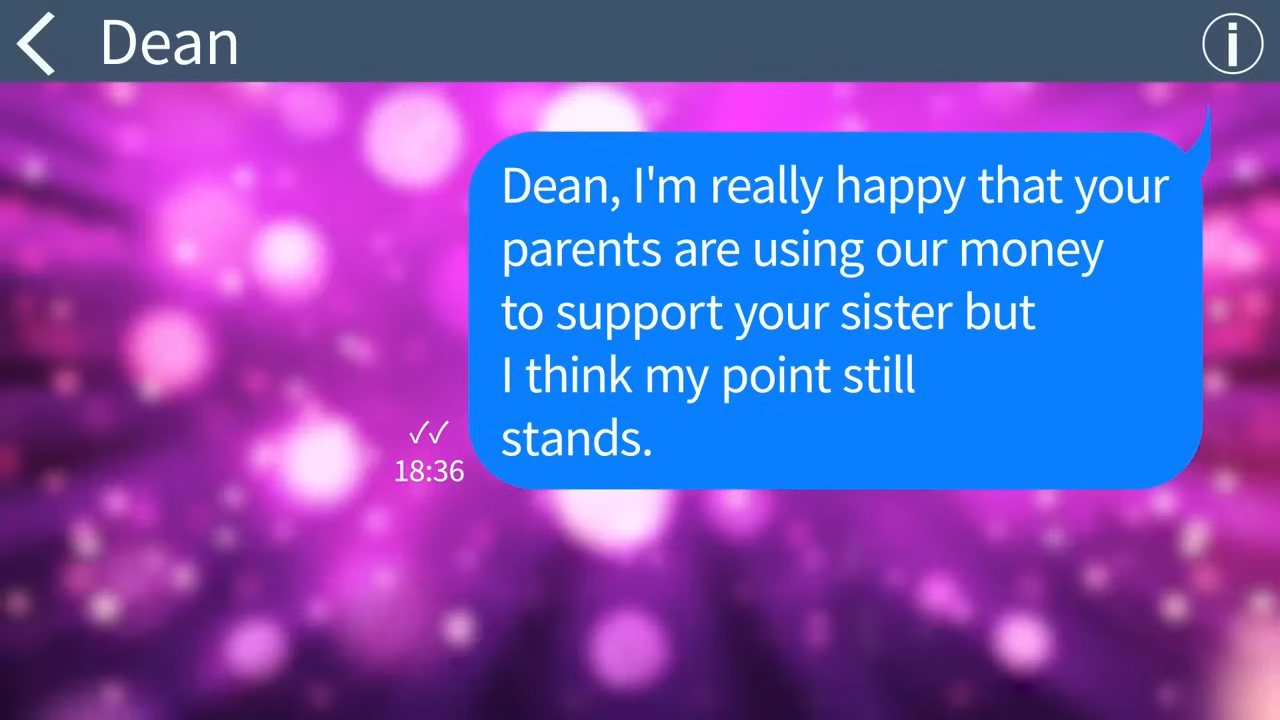 Dean
Dean, I'm really happy that your
parents are using our money
to support your sister but
I think my point still
stands.
18:36